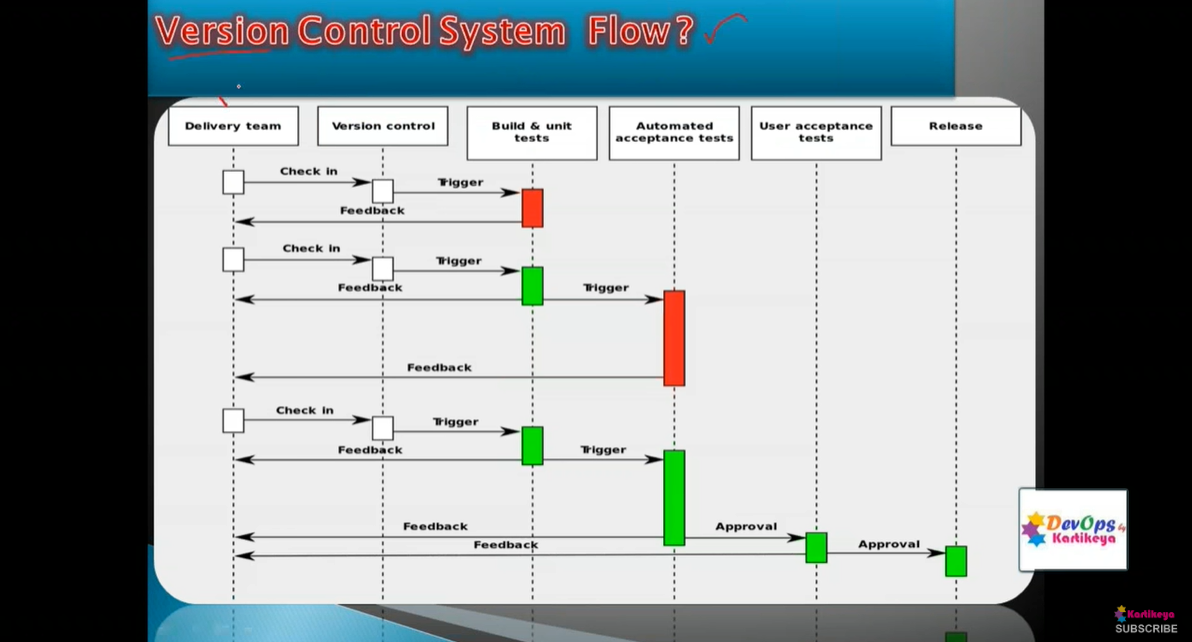 Version Control System Flow?
Delivery team
Version control
Build & unit
tests
Automated
acceptance tests
User acceptance
tests
Release
Check in
Trigger
Feedback
Check in
Trigger
Feedback
Trigger
Feedback
Check in
Trigger
Feedback
Trigger
Feedback
Approval
Feedback
Approval
DevOps by
Kartikeya
Kartikeya
SUBSCRIBE